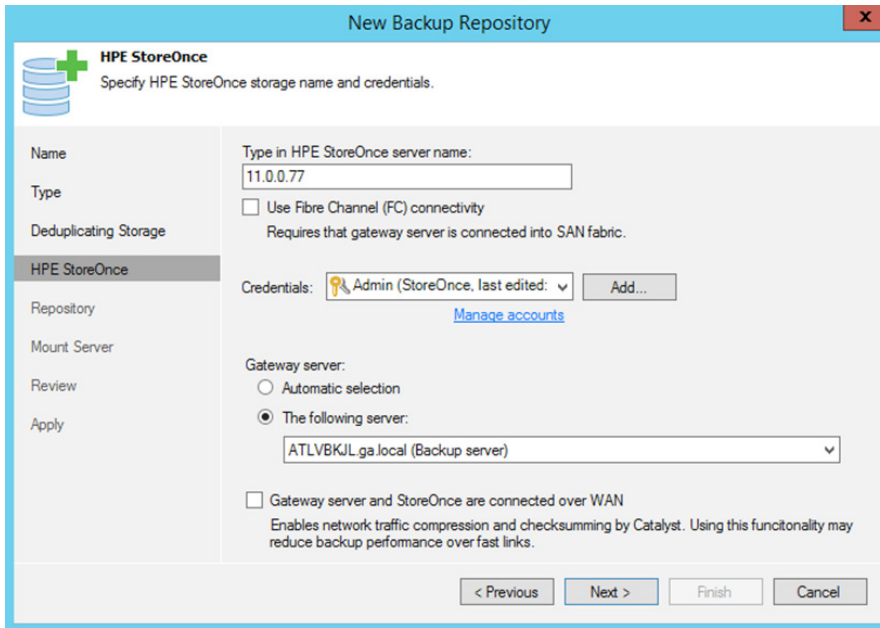 New Backup Repository
x
HPE StoreOnce
Specify HPE StoreOnce storage name and credentials.
Name
Type
Deduplicating Storage
HPE StoreOnce
Repository
Mount Server
Review
Apply
Type in HPE StoreOnce server name:
11.0.0.77
Use Fibre Channel (FC) connectivity
Requires that gateway server is connected into SAN fabric.
Credentials:
Admin (StoreOnce, last edited:
Add...
Manage accounts
Gateway server:
Automatic selection
The following server:
ATLVBKJL.ga.local (Backup server)
Gateway server and StoreOnce are connected over WAN
Enables network traffic compression and checksumming by Catalyst. Using this funcitonality may
reduce backup performance over fast links.
< Previous
Next >
Finish
Cancel